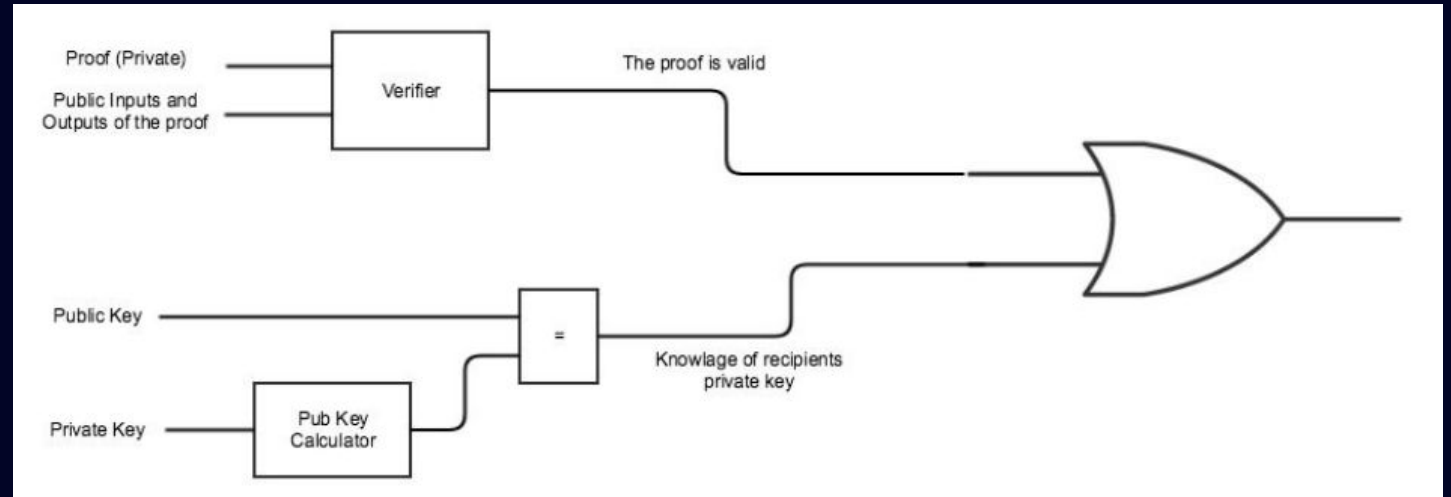 Proof (Private)
Public Inputs and
Outputs of the proof
Verifier
The proof is valid
Public Key
=
Knowlage of recipients
private key
Private Key
Pub Key
Calculator